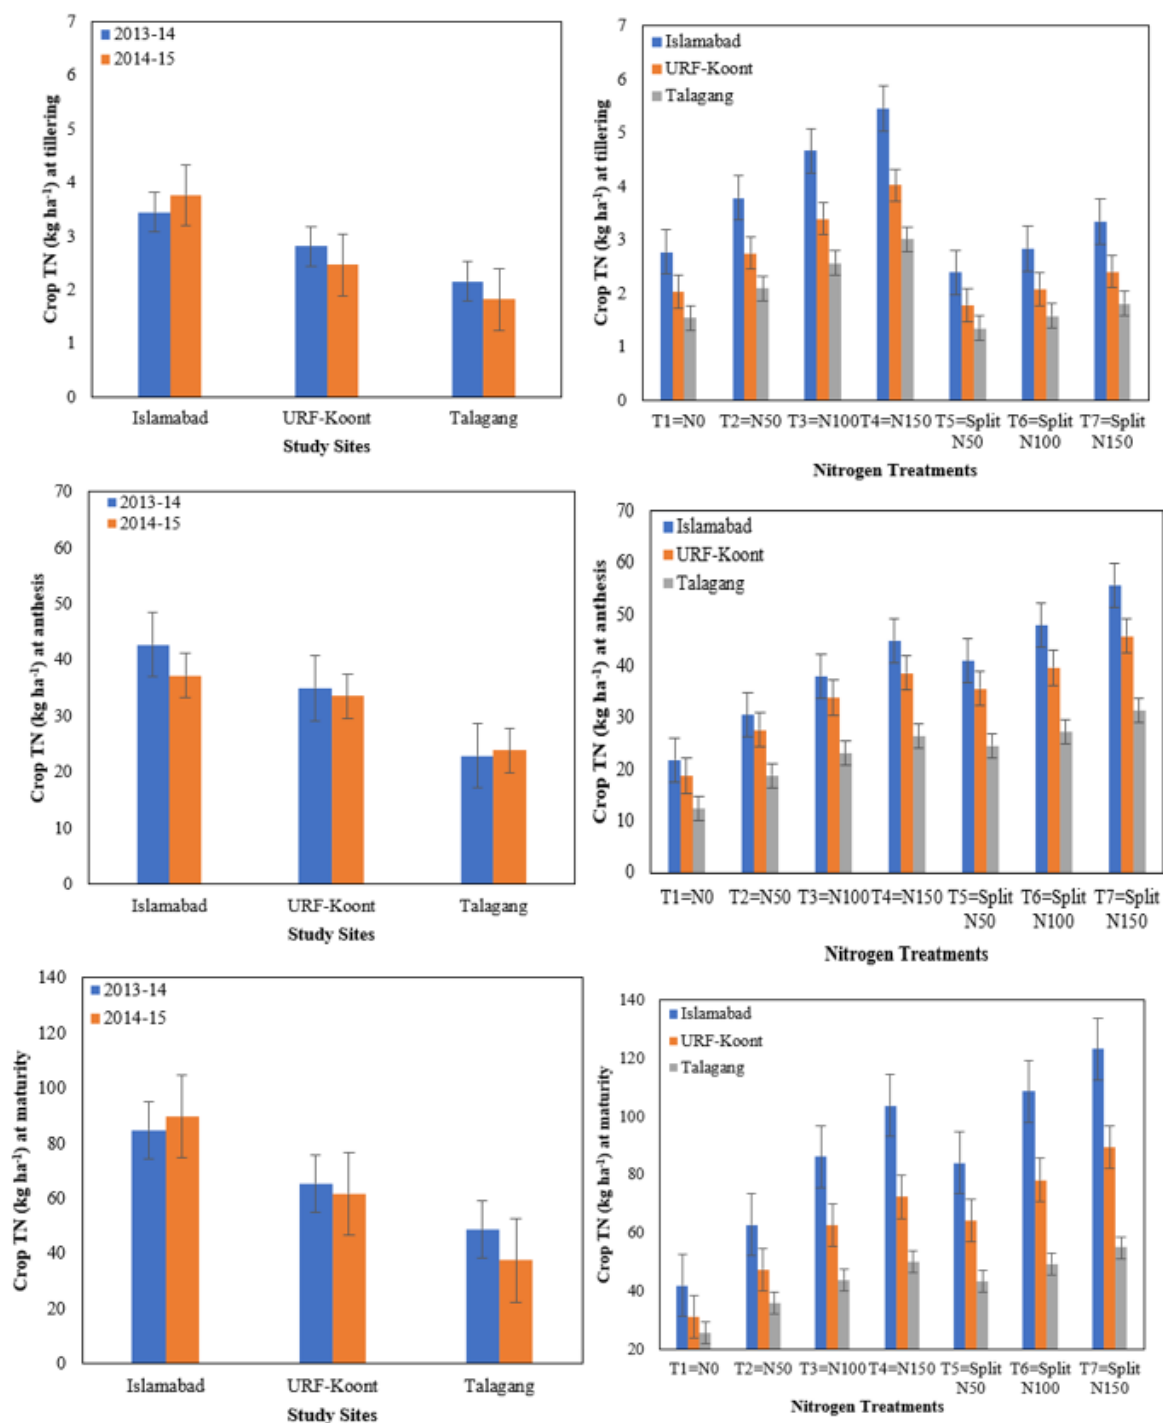 7
6
5
4
3
2
1
0
Crop TN (kg ha⁻¹) at tillering
2013-14
2014-15
Islamabad URF-Koont Talagang
Study Sites
7
6
5
4
3
2
1
0
Crop TN (kg ha⁻¹) at tillering
Islamabad
URF-Koont
Talagang
T1=N0 T2=N50 T3=N100 T4=N150 T5=Split T6=Split T7=Split
N50 N100 N150
Nitrogen Treatments
70
60
50
40
30
20
10
0
Crop TN (kg ha⁻¹) at anthesis
2013-14
2014-15
Islamabad URF-Koont Talagang
Study Sites
70
60
50
40
30
20
10
0
Crop TN (kg ha⁻¹) at anthesis
Islamabad
URF-Koont
Talagang
T1=N0 T2=N50 T3=N100 T4=N150 T5=Split T6=Split T7=Split
N50 N100 N150
Nitrogen Treatments
140
120
100
80
60
40
20
0
Crop TN (kg ha⁻¹) at maturity
2013-14
2014-15
Islamabad URF-Koont Talagang
Study Sites
140
120
100
80
60
40
20
Crop TN (kg ha⁻¹) at maturity
Islamabad
URF-Koont
Talagang
T1=N0 T2=N50 T3=N100 T4=N150 T5=Split T6=Split T7=Split
N50 N100 N150
Nitrogen Treatments